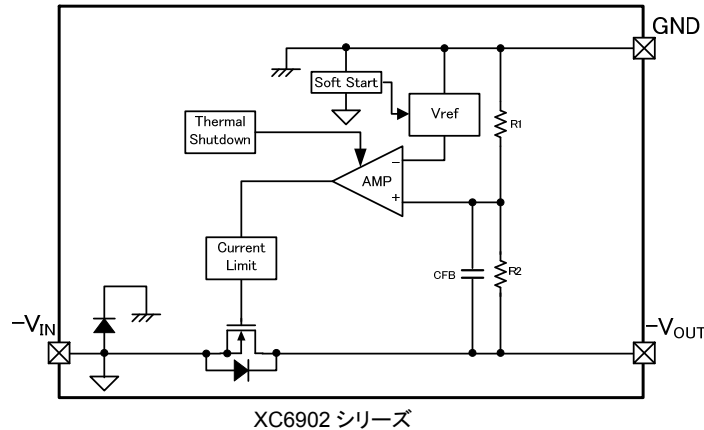 GND
Soft Start
Vref
R1
Thermal
Shutdown
−
AMP
+
Current
Limit
CFB
R2
−VIN
−VOUT
XC6902 シリーズ